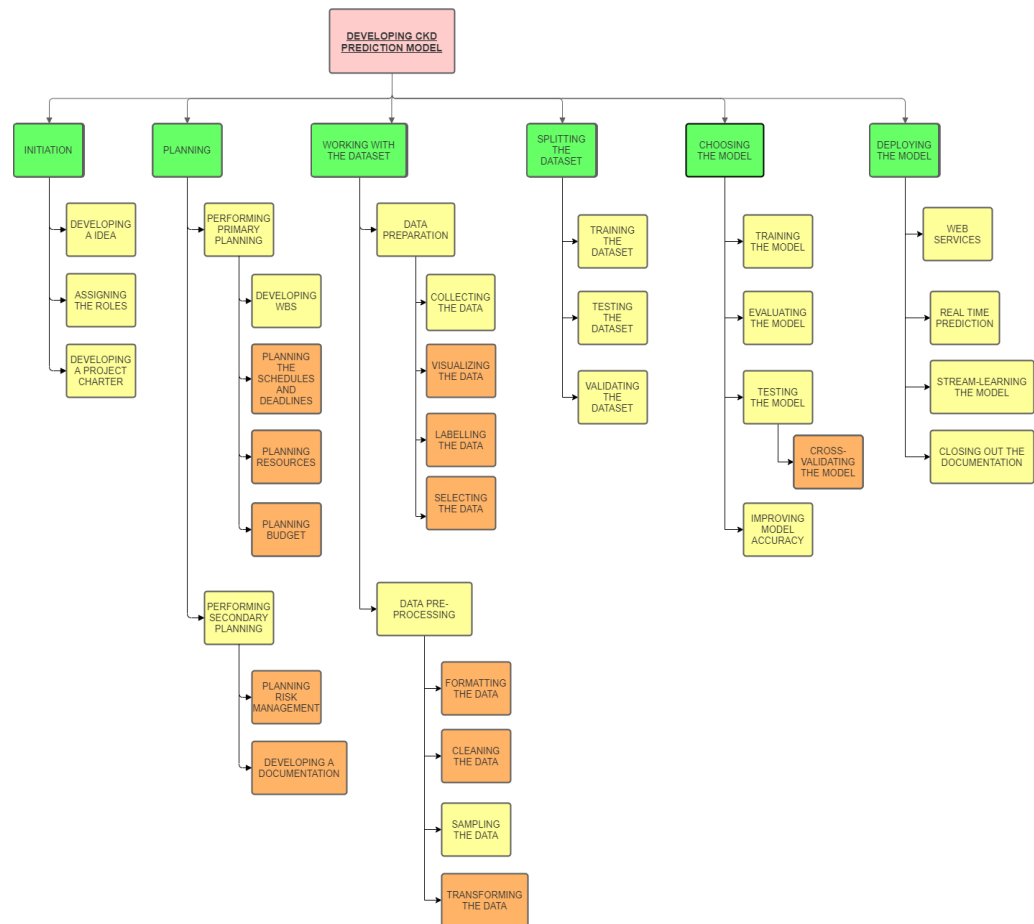 DEVELOPING CKD
PREDICTION MODEL
INITIATION
PLANNING
WORKING WITH
THE DATASET
SPLITTING
THE
DATASET
CHOOSING
THE MODEL
DEPLOYING
THE MODEL
DEVELOPING
A IDEA
ASSIGNING
THE ROLES
DEVELOPING
A PROJECT
CHARTER
PERFORMING
PRIMARY
PLANNING
DEVELOPING
WBS
PLANNING
THE
SCHEDULES
AND
DEADLINES
PLANNING
RESOURCES
PLANNING
BUDGET
PERFORMING
SECONDARY
PLANNING
PLANNING
RISK
MANAGEMENT
DEVELOPING A
DOCUMENTATION
DATA
PREPARATION
COLLECTING
THE DATA
VISUALIZING
THE DATA
LABELLING
THE DATA
SELECTING
THE DATA
DATA PRE-
PROCESSING
FORMATTING
THE DATA
CLEANING
THE DATA
SAMPLING
THE DATA
TRANSFORMING
THE DATA
TRAINING
THE
DATASET
TESTING
THE
DATASET
VALIDATING
THE
DATASET
TRAINING
THE MODEL
EVALUATING
THE MODEL
TESTING
THE MODEL
CROSS-
VALIDATING
THE MODEL
IMPROVING
MODEL
ACCURACY
WEB
SERVICES
REAL TIME
PREDICTION
STREAM-LEARNING
THE MODEL
CLOSING OUT THE
DOCUMENTATION